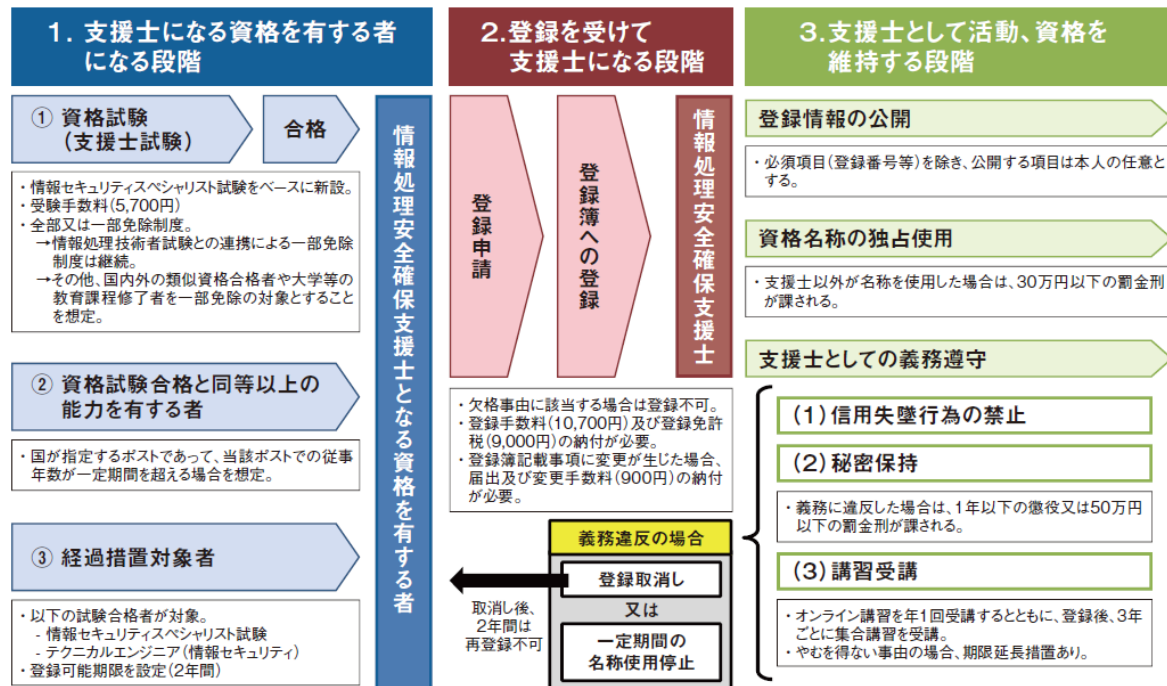 1. 支援士になる資格を有する者
になる段階
① 資格試験
(支援士試験)
合格
・情報セキュリティスペシャリスト試験をベースに新設。
・受験手数料(5,700円)
・全部又は一部免除制度。
→情報処理技術者試験との連携による一部免除
制度は継続。
→その他、国内外の類似資格合格者や大学等の
教育課程修了者を一部免除の対象とすること
を想定。
② 資格試験合格と同等以上の
能力を有する者
・国が指定するポストであって、当該ポストでの従事
年数が一定期間を超える場合を想定。
③ 経過措置対象者
・以下の試験合格者が対象。
- 情報セキュリティスペシャリスト試験
- テクニカルエンジニア(情報セキュリティ)
・登録可能期限を設定(2年間)
情報処理安全確保支援士となる資格を有する者
2.登録を受けて
支援士になる段階
登録申請
登録簿への登録
情報処理安全確保支援士
・欠格事由に該当する場合は登録不可。
・登録手数料(10,700円)及び登録免許
税(9,000円)の納付が必要。
・登録簿記載事項に変更が生じた場合、
届出及び変更手数料(900円)の納付
が必要。
義務違反の場合
登録取消し
又は
一定期間の
名称使用停止
取消し後、
2年間は
再登録不可
3.支援士として活動、資格を
維持する段階
登録情報の公開
・必須項目(登録番号等)を除き、公開する項目は本人の任意と
する。
資格名称の独占使用
・支援士以外が名称を使用した場合は、30万円以下の罰金刑
が課される。
支援士としての義務遵守
(1)信用失墜行為の禁止
(2)秘密保持
・義務に違反した場合は、1年以下の懲役又は50万円
以下の罰金刑が課される。
(3)講習受講
・オンライン講習を年1回受講するとともに、登録後、3年
ごとに集合講習を受講。
・やむを得ない事由の場合、期限延長措置あり。